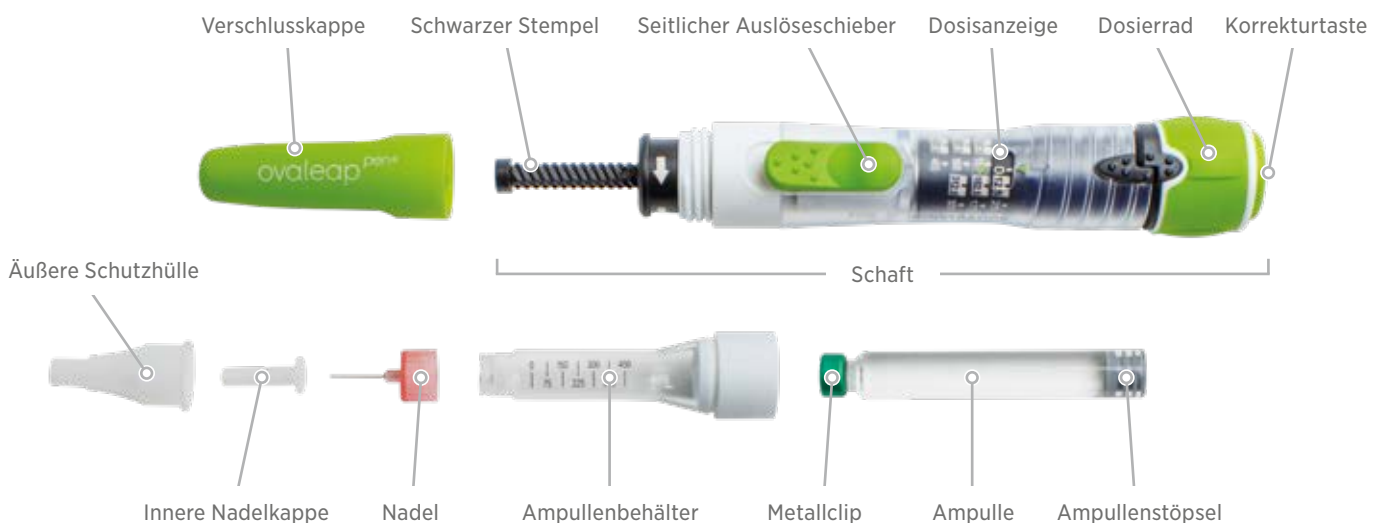 Verschlusskappe Schwarzer Stempel Seitlicher Auslöseschieber Dosisanzeige Dosierrad Korrekturtaste
ovaleap pen
Schaft
Äußere Schutzhülle
Innere Nadelkappe Nadel Ampullenbehälter Metallclip Ampulle Ampullenstöpsel